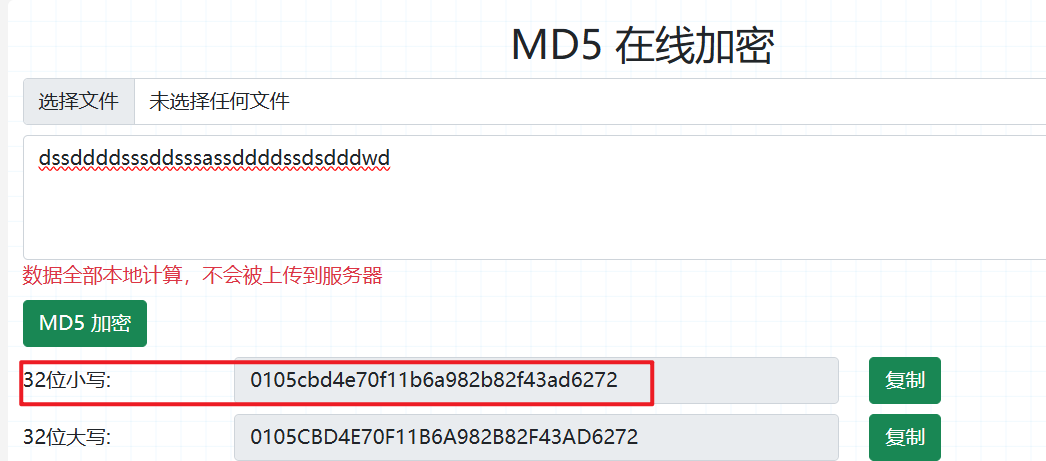 MD5 在线加密
选择文件 未选择任何文件
dssddddsssddsssassddddssdsdddwd
数据全部本地计算，不会被上传到服务器
MD5 加密
32位小写: 0105cbd4e70f11b6a982b82f43ad6272 复制
32位大写: 0105CBD4E70F11B6A982B82F43AD6272 复制